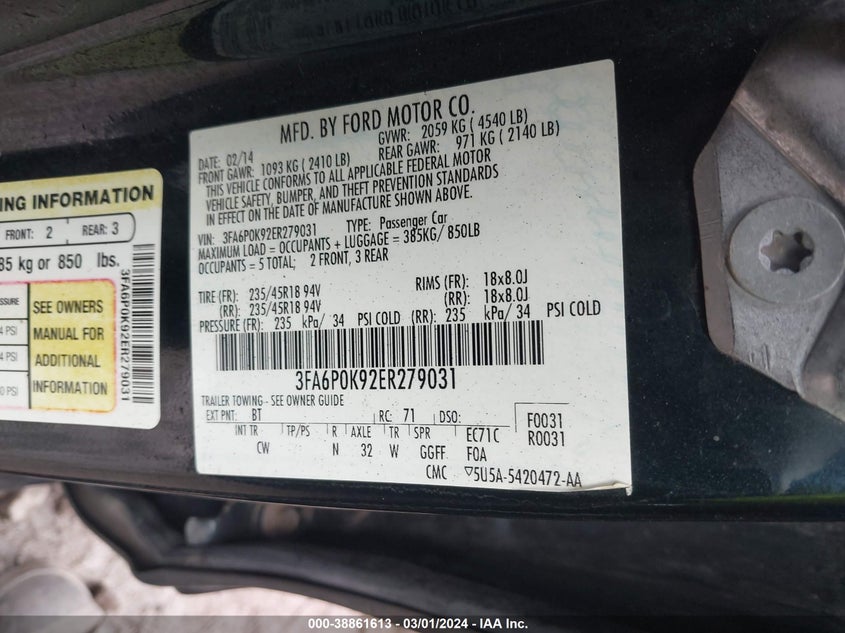 MFD. BY FORD MOTOR CO.
DATE: 02/14 GVWR: 2059 KG ( 4540 LB)
FRONT GAWR: 1093 KG ( 2410 LB) REAR GAWR: 971 KG ( 2140 LB)
THIS VEHICLE CONFORMS TO ALL APPLICABLE FEDERAL MOTOR
VEHICLE SAFETY, BUMPER, AND THEFT PREVENTION STANDARDS
IN EFFECT ON THE DATE OF MANUFACTURE SHOWN ABOVE.
VIN: 3FA6P0K92ER279031 TYPE: Passenger Car
MAXIMUM LOAD = OCCUPANTS + LUGGAGE = 385KG/ 850LB
OCCUPANTS = 5 TOTAL; 2 FRONT, 3 REAR
TIRE (FR): 235/45R18 94V RIMS (FR): 18x8.0J
(RR): 235/45R18 94V (RR): 18x8.0J
PRESSURE (FR): 235 kPa/ 34 PSI COLD (RR): 235 kPa/ 34 PSI COLD
3FA6P0K92ER279031
TRAILER TOWING - SEE OWNER GUIDE
EXT PNT: BT RC: 71 DSO: F0031
R0031
INT TR TP/PS R AXLE TR SPR EC71C
CW N 32 W GGFF FOA
CMC 5U5A-5420472-AA
ING INFORMATION
FRONT: 2 REAR: 3
85 kg or 850 lbs.
SEE OWNERS
MANUAL FOR
ADDITIONAL
INFORMATION
4 PSI
4 PSI
0 PSI
3FA6P0K92ER279031
000-38861613 - 03/01/2024 - IAA Inc.